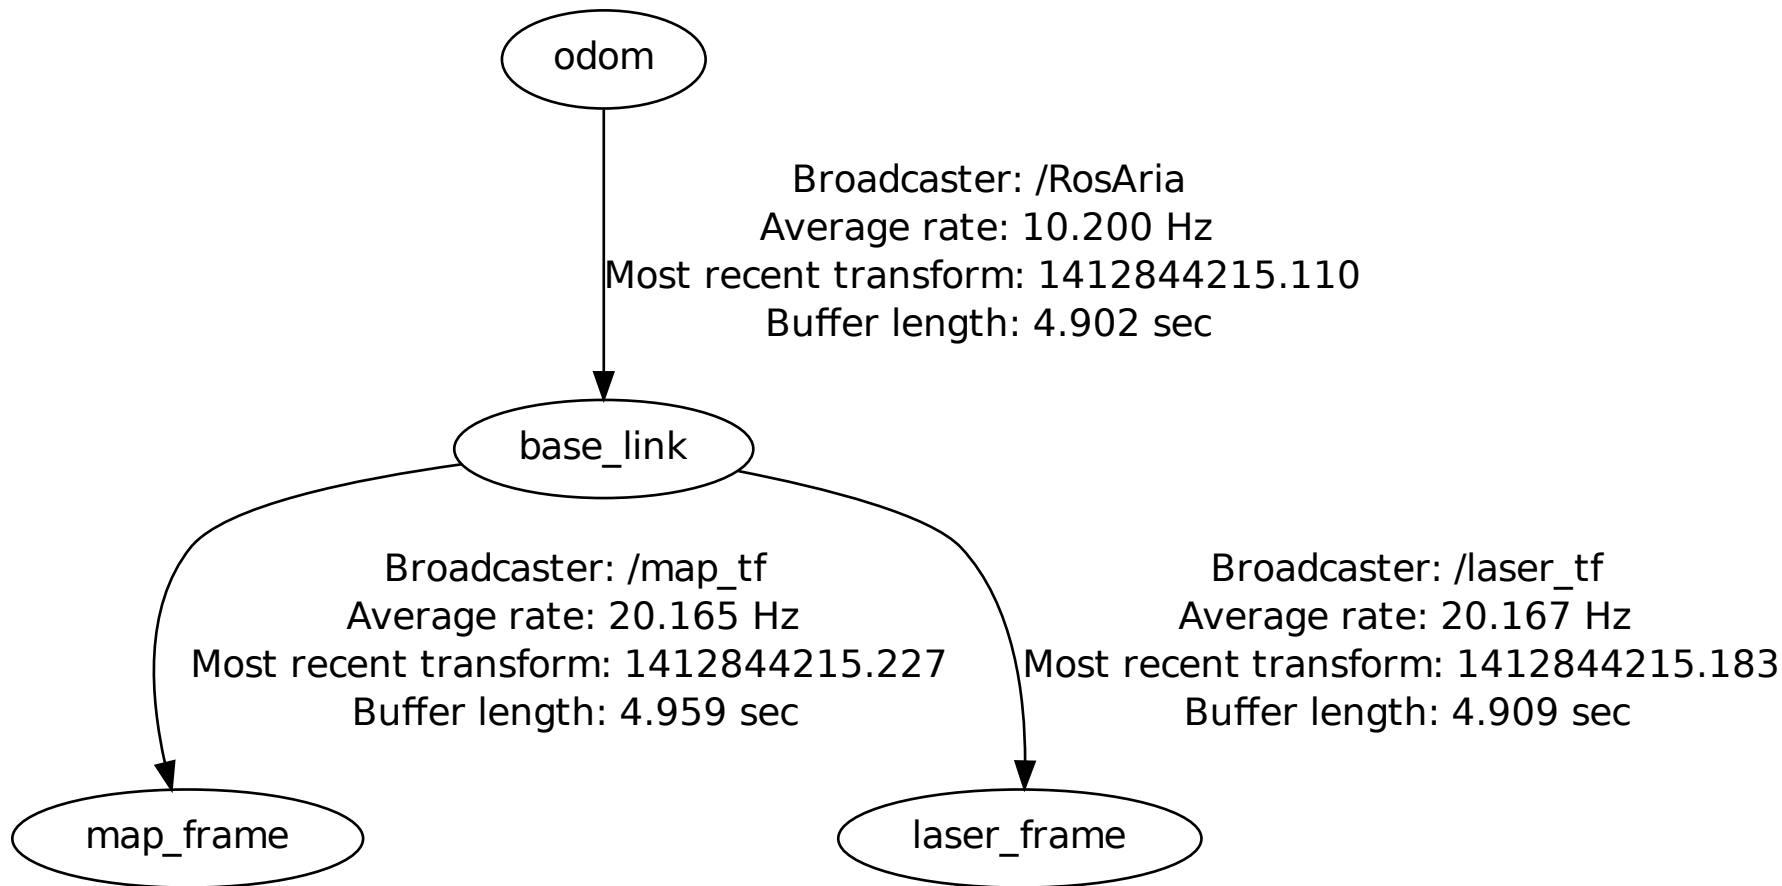 odom
Broadcaster: /RosAria
Average rate: 10.200 Hz
Most recent transform: 1412844215.110
Buffer length: 4.902 sec
base_link
Broadcaster: /map_tf
Average rate: 20.165 Hz
Most recent transform: 1412844215.227
Buffer length: 4.959 sec
Broadcaster: /laser_tf
Average rate: 20.167 Hz
Most recent transform: 1412844215.183
Buffer length: 4.909 sec
map_frame
laser_frame